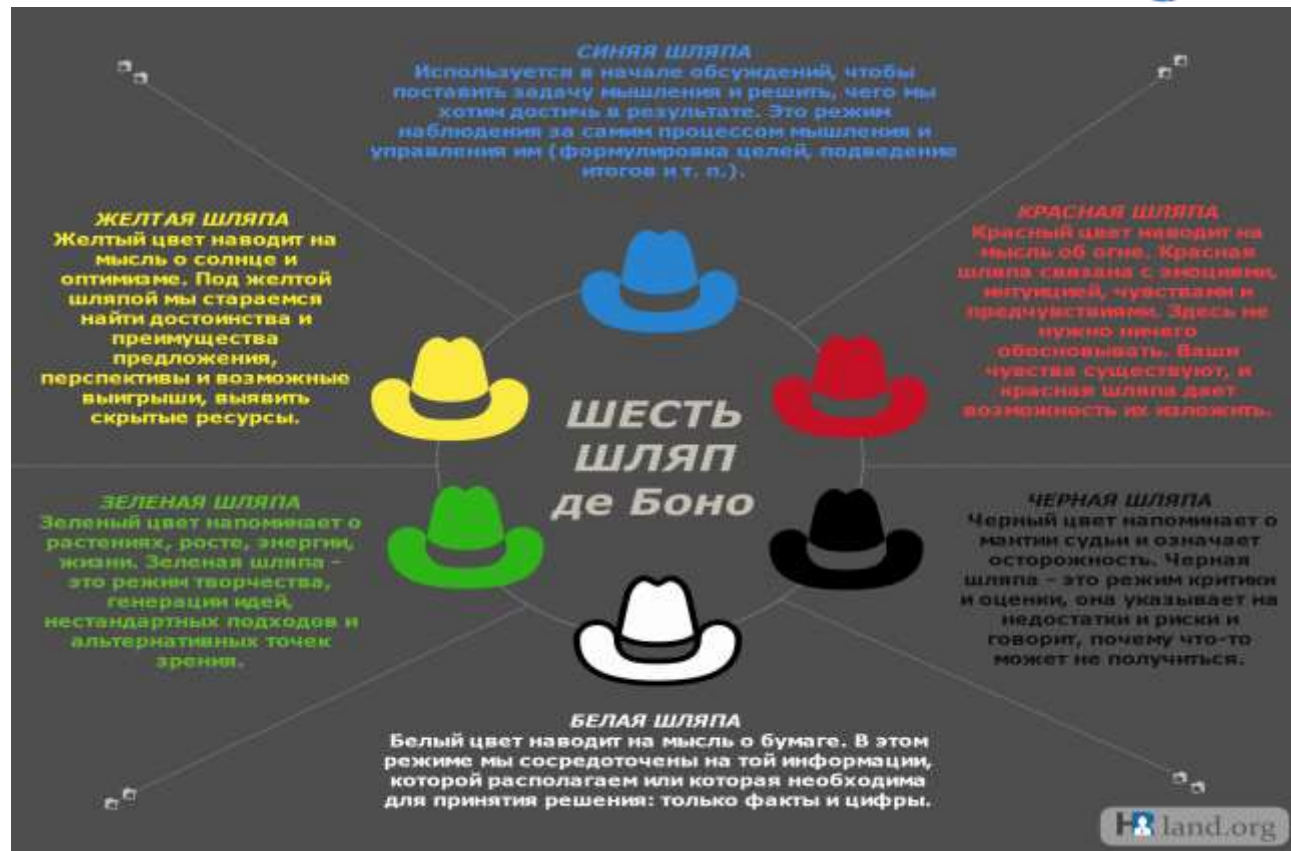 СИНЯЯ ШЛЯПА
Используется в начале обсуждений, чтобы
поставить задачу мышления и решить, чего мы
хотим достичь в результате. Это режим
наблюдения за самим процессом мышления и
управления им (формулировка целей, подведение
итогов и т. п.).
ЖЕЛТАЯ ШЛЯПА
Желтый цвет наводит на
мысль о солнце и
оптимизме. Под желтой
шляпой мы стараемся
найти достоинства и
преимущества
предложения,
перспективы и возможные
выигрыши, выявить
скрытые ресурсы.
КРАСНАЯ ШЛЯПА
Красный цвет наводит на
мысль об огне. Красная
шляпа связана с эмоциями,
интуицией, чувствами и
предчувствиями. Здесь не
нужно ничего
обосновывать. Ваши
чувства существуют, и
красная шляпа дает
возможность их изложить.
ШЕСТЬ
ШЛЯП
де Боно
ЗЕЛЕНАЯ ШЛЯПА
Зеленый цвет напоминает о
растениях, росте, энергии,
жизни. Зеленая шляпа –
это режим творчества,
генерации идей,
нестандартных подходов и
альтернативных точек
зрения.
ЧЕРНАЯ ШЛЯПА
Черный цвет напоминает о
мантии судьи и означает
осторожность. Черная
шляпа – это режим критики
и оценки, она указывает на
недостатки и риски и
говорит, почему что-то
может не получиться.
БЕЛАЯ ШЛЯПА
Белый цвет наводит на мысль о бумаге. В этом
режиме мы сосредоточены на той информации,
которой располагаем или которая необходима
для принятия решения: только факты и цифры.
HR land.org